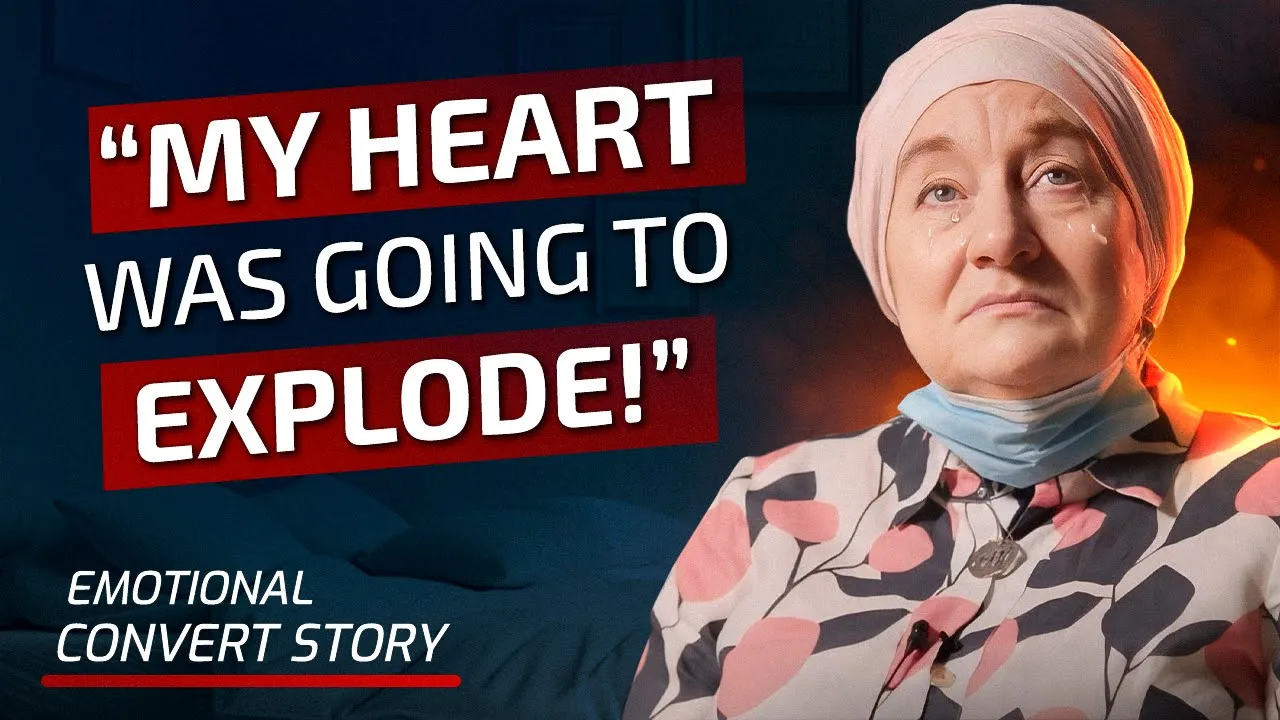 “MY HEART
WAS GOING TO
EXPLODE!”
EMOTIONAL
CONVERT STORY